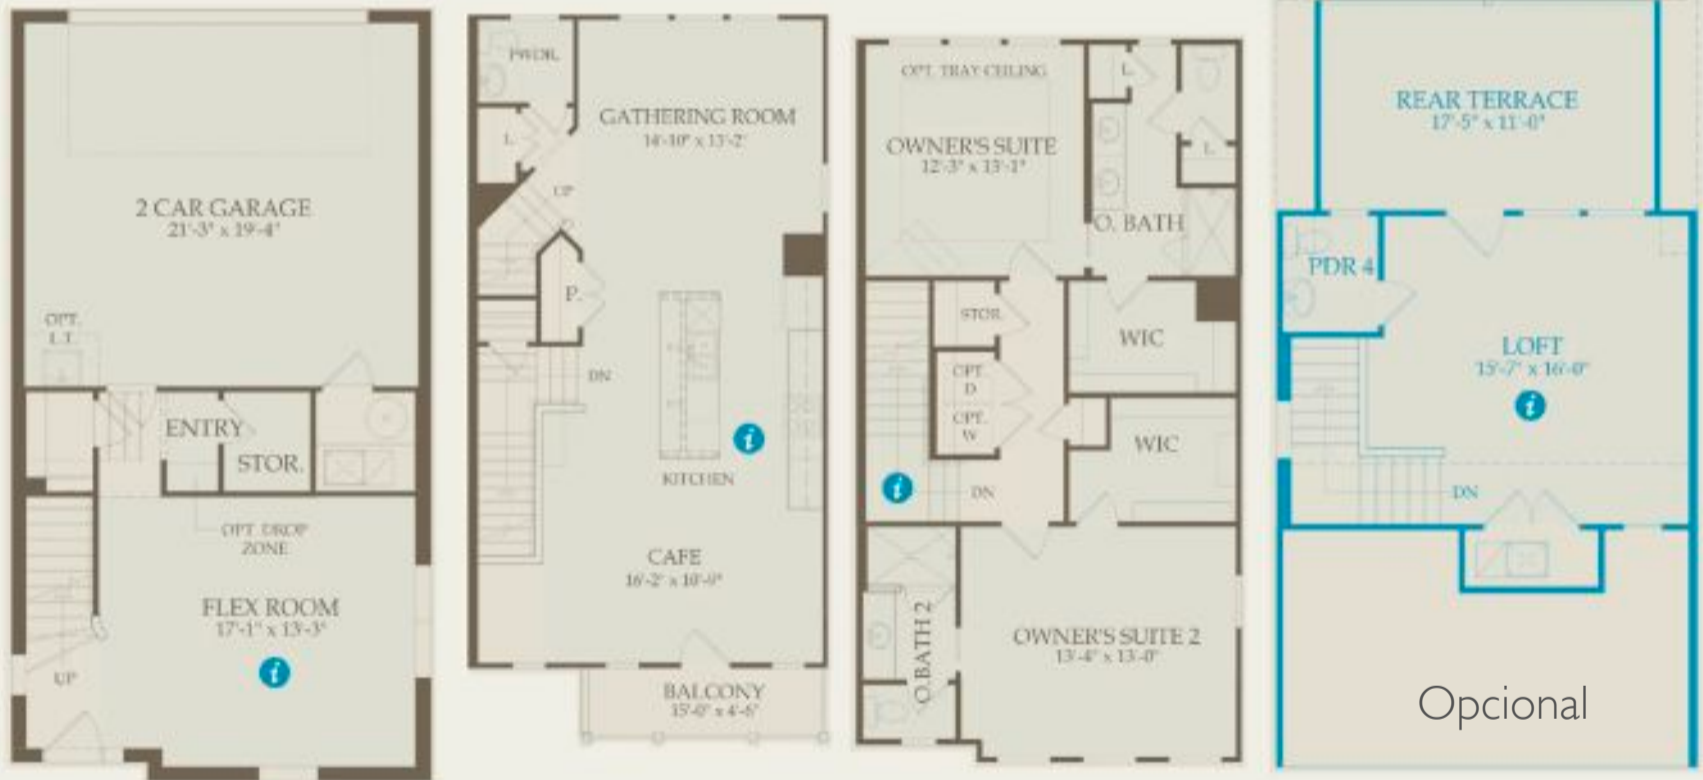 2 CAR GARAGE
21'-3" x 19'-4"
OPT.
L.T.
ENTRY
STOR.
OPT. DROP
ZONE
FLEX ROOM
17'-1" x 13'-3"
i
UP
PWDR.
GATHERING ROOM
14'-10" x 13'-2"
L.
UP
P.
DN
i
KITCHEN
CAFE
16'-2" x 10'-9"
BALCONY
15'-0" x 4'-6"
OPT. TRAY CEILING
L.
OWNER'S SUITE
12'-3" x 13'-1"
L.
O. BATH
STOR.
WIC
OPT.
D
OPT.
W
WIC
i
DN
O.BATH 2
OWNER'S SUITE 2
13'-4" x 13'-0"
REAR TERRACE
17'-5" x 11'-0"
PDR 4
LOFT
15'-7" x 16'-0"
i
DN
Opcional